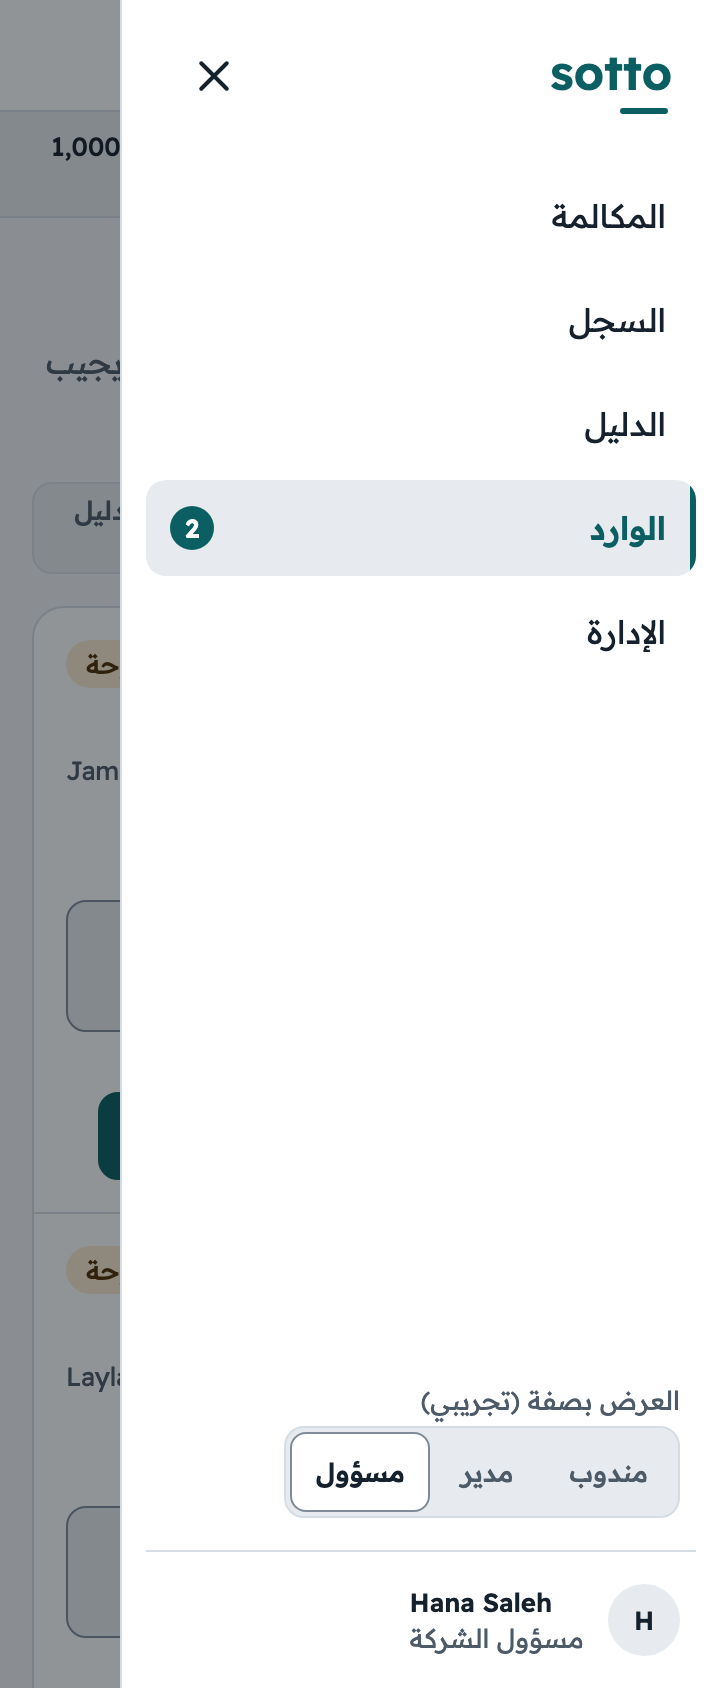 sotto
المكالمة
السجل
الدليل
الوارد 2
الإدارة
العرض بصفة (تجريبي)
مندوب مدير مسؤول
H Hana Saleh
مسؤول الشركة
1,000
يجيب